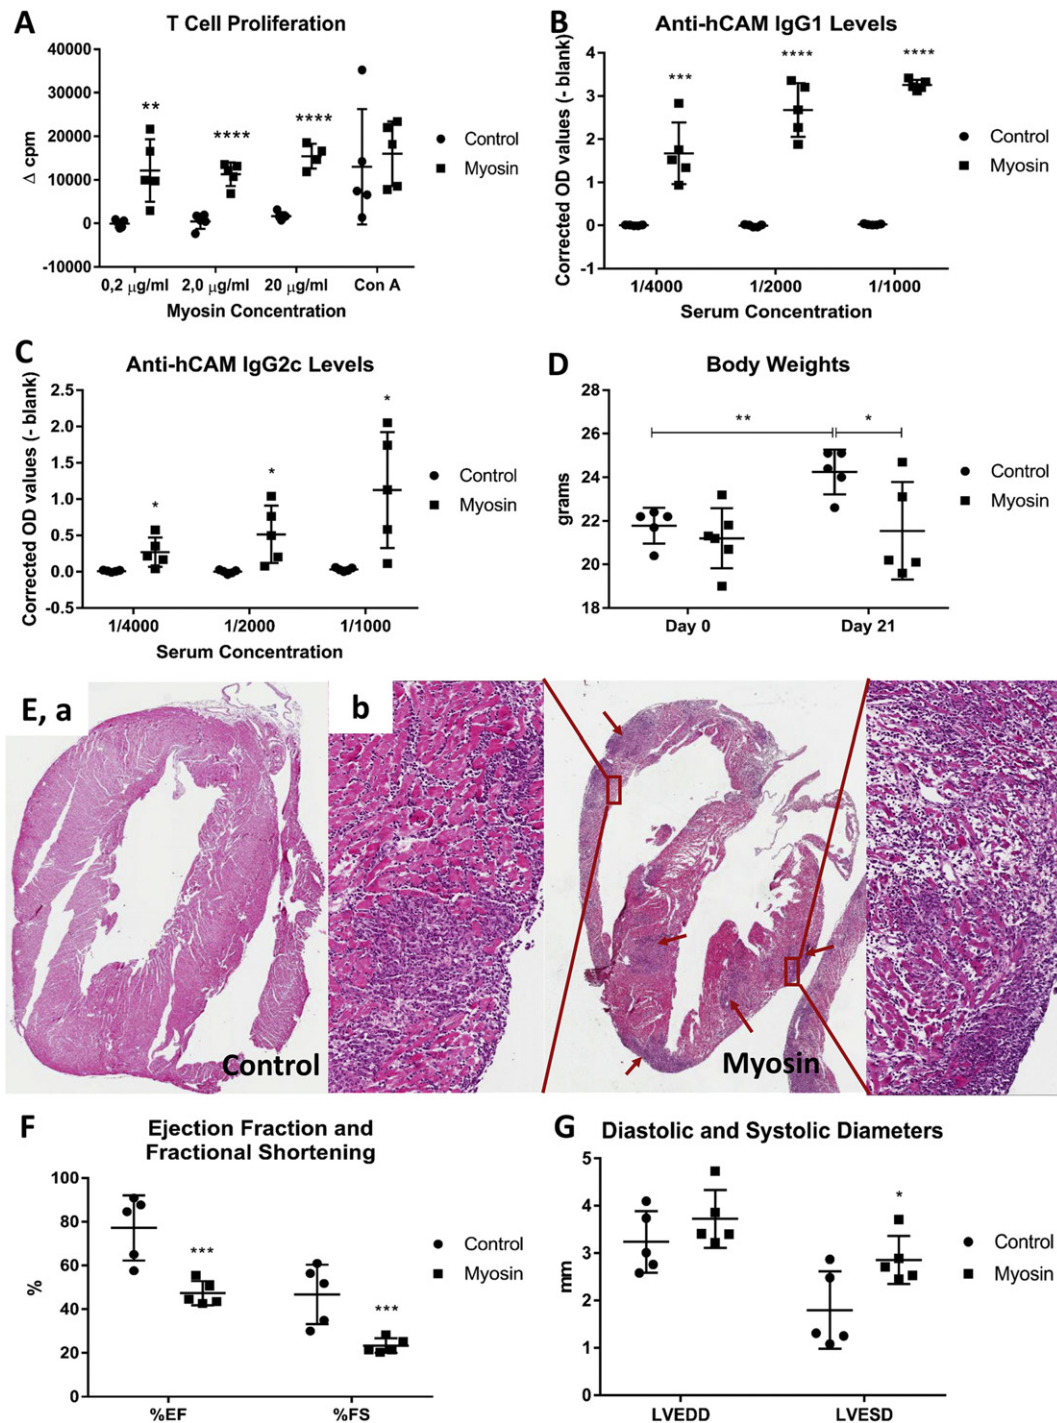 A
T Cell Proliferation
40000
30000
20000
10000
0
-10000
Δ cpm
**
****
****
0,2 µg/ml
2,0 µg/ml
20 µg/ml
Con A
Myosin Concentration
Control
Myosin
B
Anti-hCAM IgG1 Levels
4
3
2
1
0
-1
Corrected OD values (- blank)
***
****
****
1/4000
1/2000
1/1000
Serum Concentration
Control
Myosin
C
Anti-hCAM IgG2c Levels
2.5
2.0
1.5
1.0
0.5
0.0
-0.5
Corrected OD values (- blank)
*
*
*
1/4000
1/2000
1/1000
Serum Concentration
Control
Myosin
D
Body Weights
28
26
24
22
20
18
grams
**
*
Day 0
Day 21
Control
Myosin
E, a
Control
b
Myosin
F
Ejection Fraction and
Fractional Shortening
100
80
60
40
20
0
%
***
***
%EF
%FS
Control
Myosin
G
Diastolic and Systolic Diameters
5
4
3
2
1
0
mm
*
LVEDD
LVESD
Control
Myosin